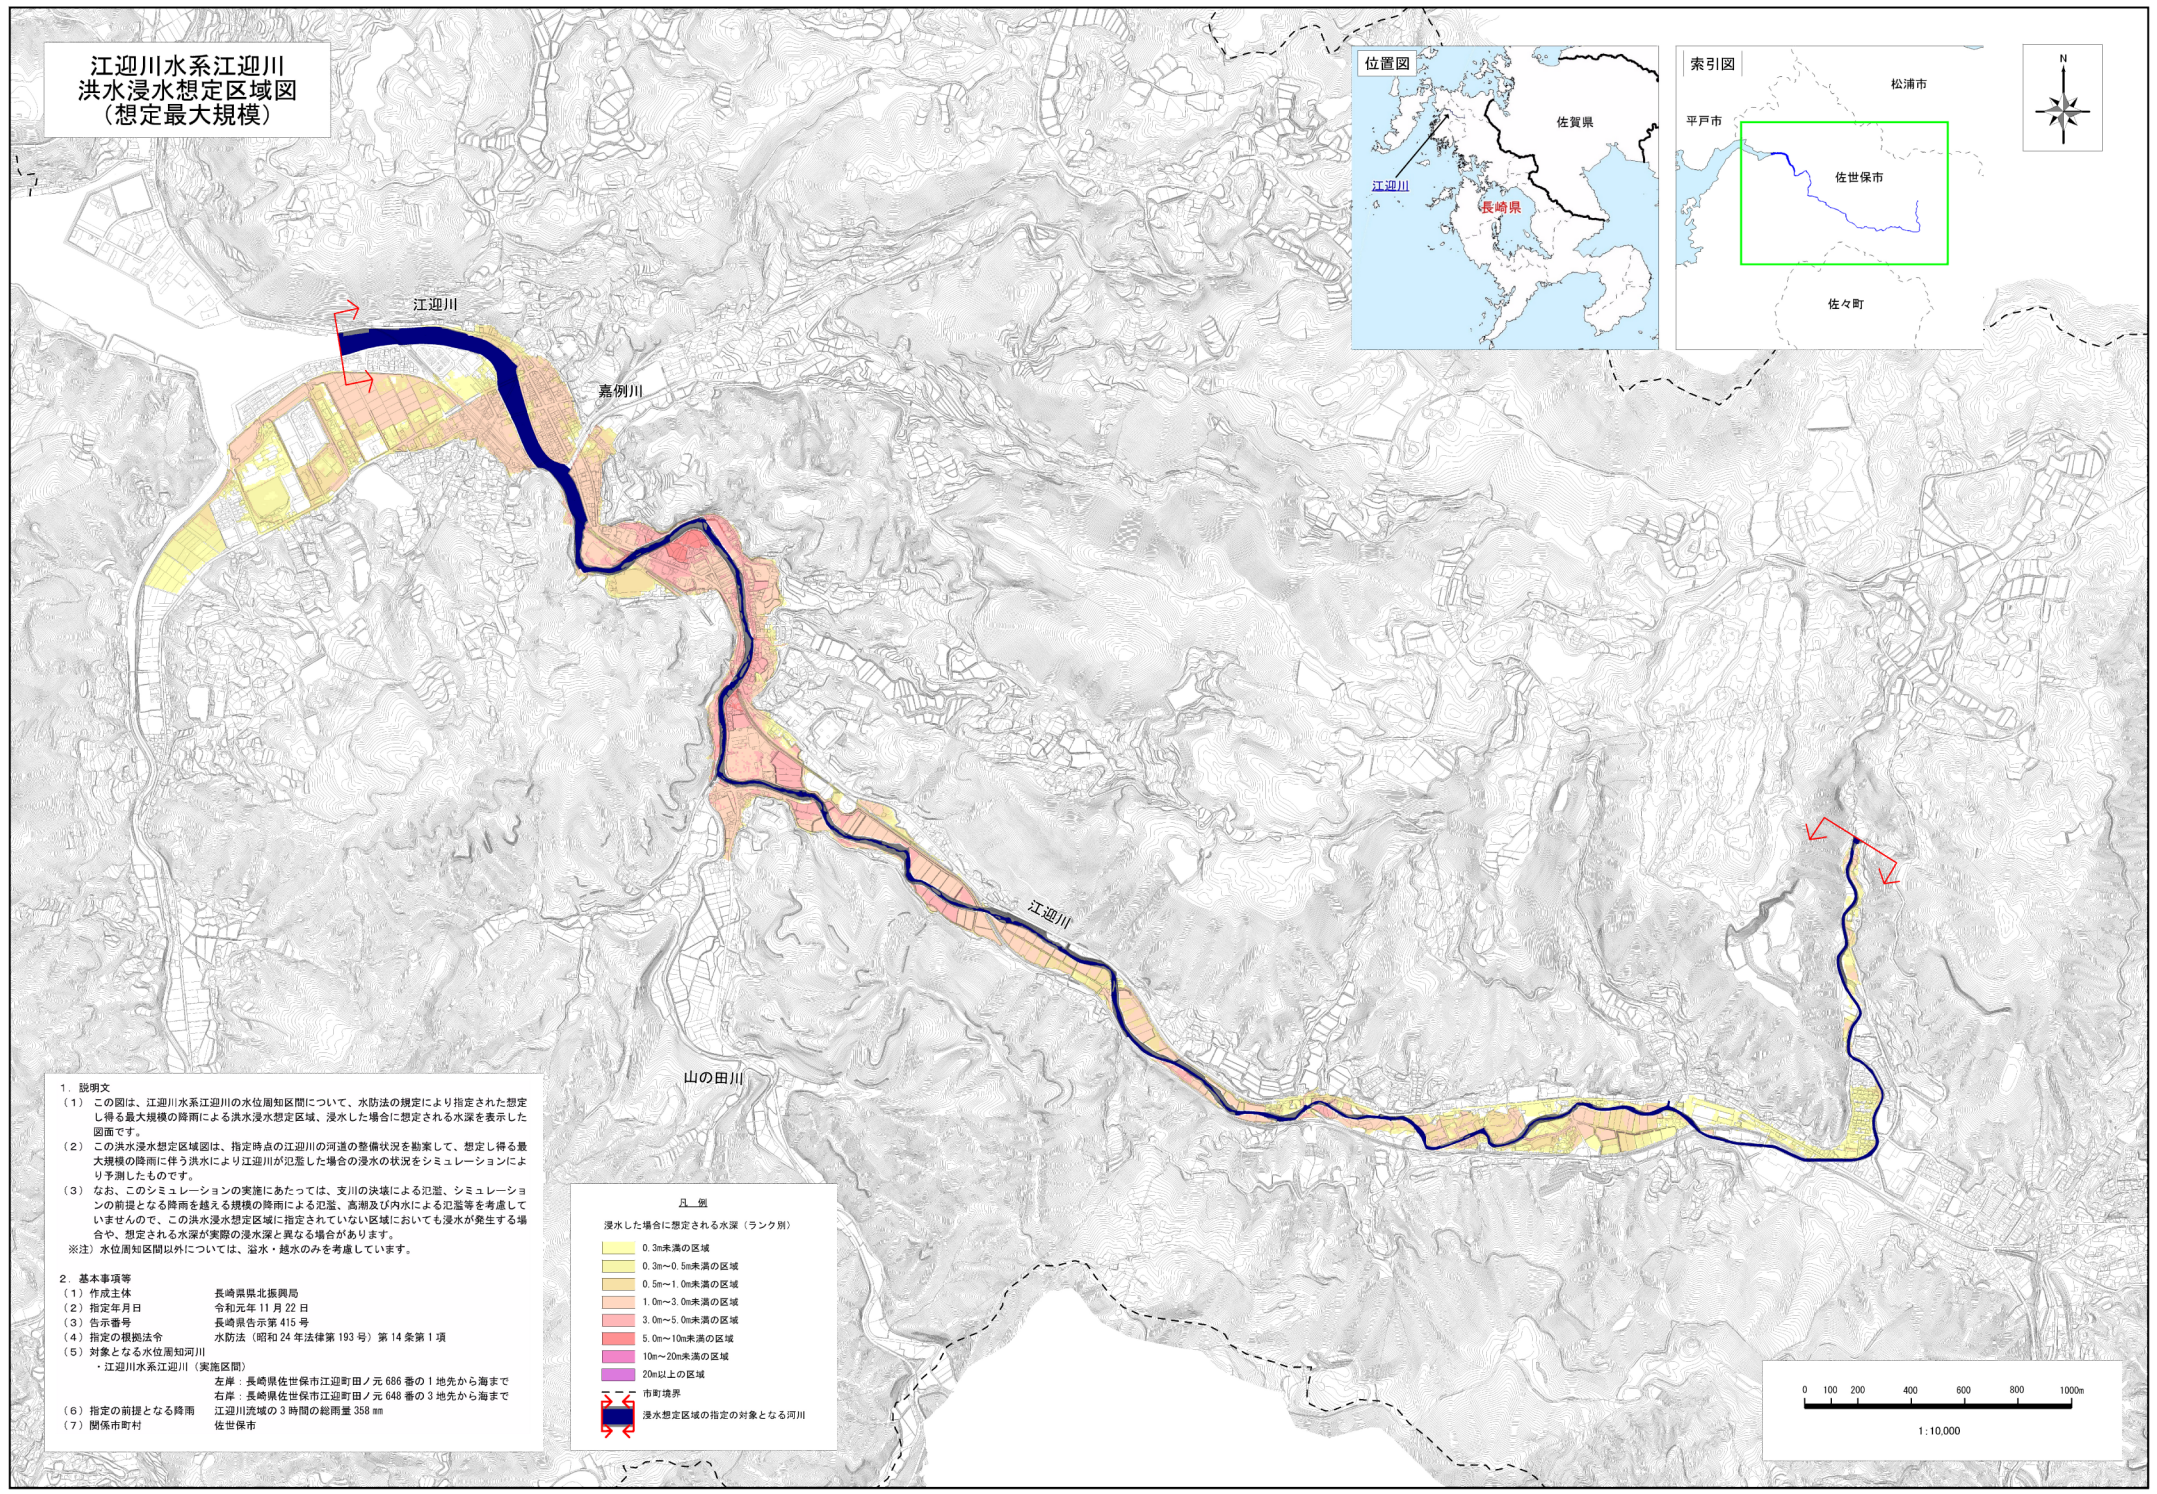 江迎川水系江迎川
洪水浸水想定区域図
（想定最大規模）
位置図
佐賀県
江迎川
長崎県
索引図
松浦市
平戸市
佐世保市
佐々町
N
江迎川
嘉例川
江迎川
山の田川
1．説明文
（1） この図は、江迎川水系江迎川の水位周知区間について、水防法の規定により指定された想定
し得る最大規模の降雨による洪水浸水想定区域、浸水した場合に想定される水深を表示した
図面です。
（2） この洪水浸水想定区域図は、指定時点の江迎川の河道の整備状況を勘案して、想定し得る最
大規模の降雨に伴う洪水により江迎川が氾濫した場合の浸水の状況をシミュレーションによ
り予測したものです。
（3） なお、このシミュレーションの実施にあたっては、支川の決壊による氾濫、シミュレーショ
ンの前提となる降雨を越える規模の降雨による氾濫、高潮及び内水による氾濫等を考慮して
いませんので、この洪水浸水想定区域に指定されていない区域においても浸水が発生する場
合や、想定される水深が実際の浸水深と異なる場合があります。
※注）水位周知区間以外については、溢水・越水のみを考慮しています。
2．基本事項等
（1）作成主体 長崎県県北振興局
（2）指定年月日 令和元年 11 月 22 日
（3）告示番号 長崎県告示第 415 号
（4）指定の根拠法令 水防法（昭和 24 年法律第 193 号）第 14 条第 1 項
（5）対象となる水位周知河川
・江迎川水系江迎川（実施区間）
左岸：長崎県佐世保市江迎町田ノ元 686 番の 1 地先から海まで
右岸：長崎県佐世保市江迎町田ノ元 648 番の 3 地先から海まで
（6）指定の前提となる降雨 江迎川流域の 3 時間の総雨量 358 mm
（7）関係市町村 佐世保市
凡 例
浸水した場合に想定される水深（ランク別）
0.3m未満の区域
0.3m～0.5m未満の区域
0.5m～1.0m未満の区域
1.0m～3.0m未満の区域
3.0m～5.0m未満の区域
5.0m～10m未満の区域
10m～20m未満の区域
20m以上の区域
市町境界
浸水想定区域の指定の対象となる河川
0 100 200 400 600 800 1000m
1:10,000